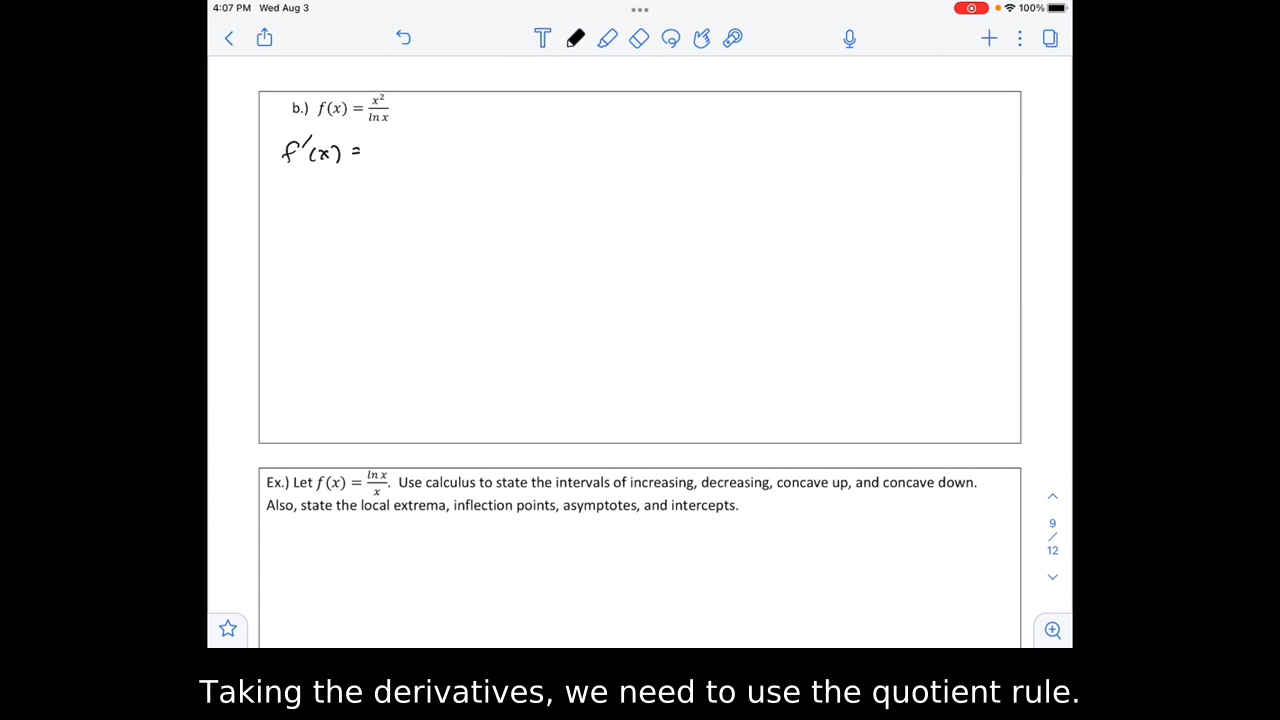 4:07 PM Wed Aug 3
100%
T
b.) f(x) = x²/ln x
f'(x) =
Ex.) Let f(x) = ln x/x. Use calculus to state the intervals of increasing, decreasing, concave up, and concave down.
Also, state the local extrema, inflection points, asymptotes, and intercepts.
9
/
12
Taking the derivatives, we need to use the quotient rule.